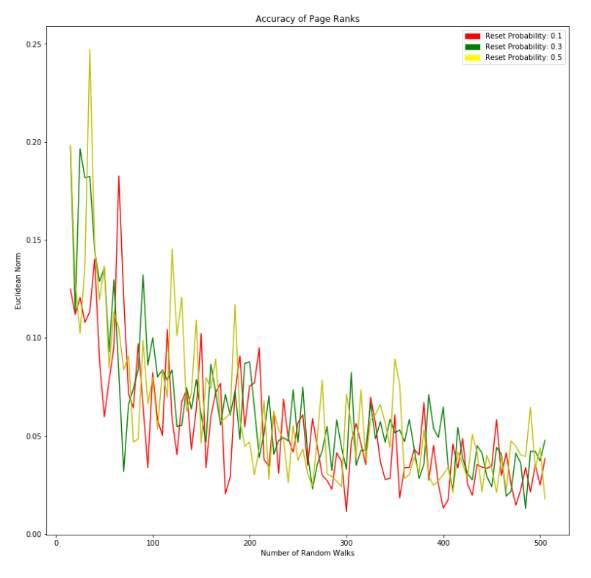 Accuracy of Page Ranks
Reset Probability: 0.1
Reset Probability: 0.3
Reset Probability: 0.5
0.25
0.20
0.15
0.10
0.05
0.00
Euclidean Norm
0
100
200
300
400
500
Number of Random Walks